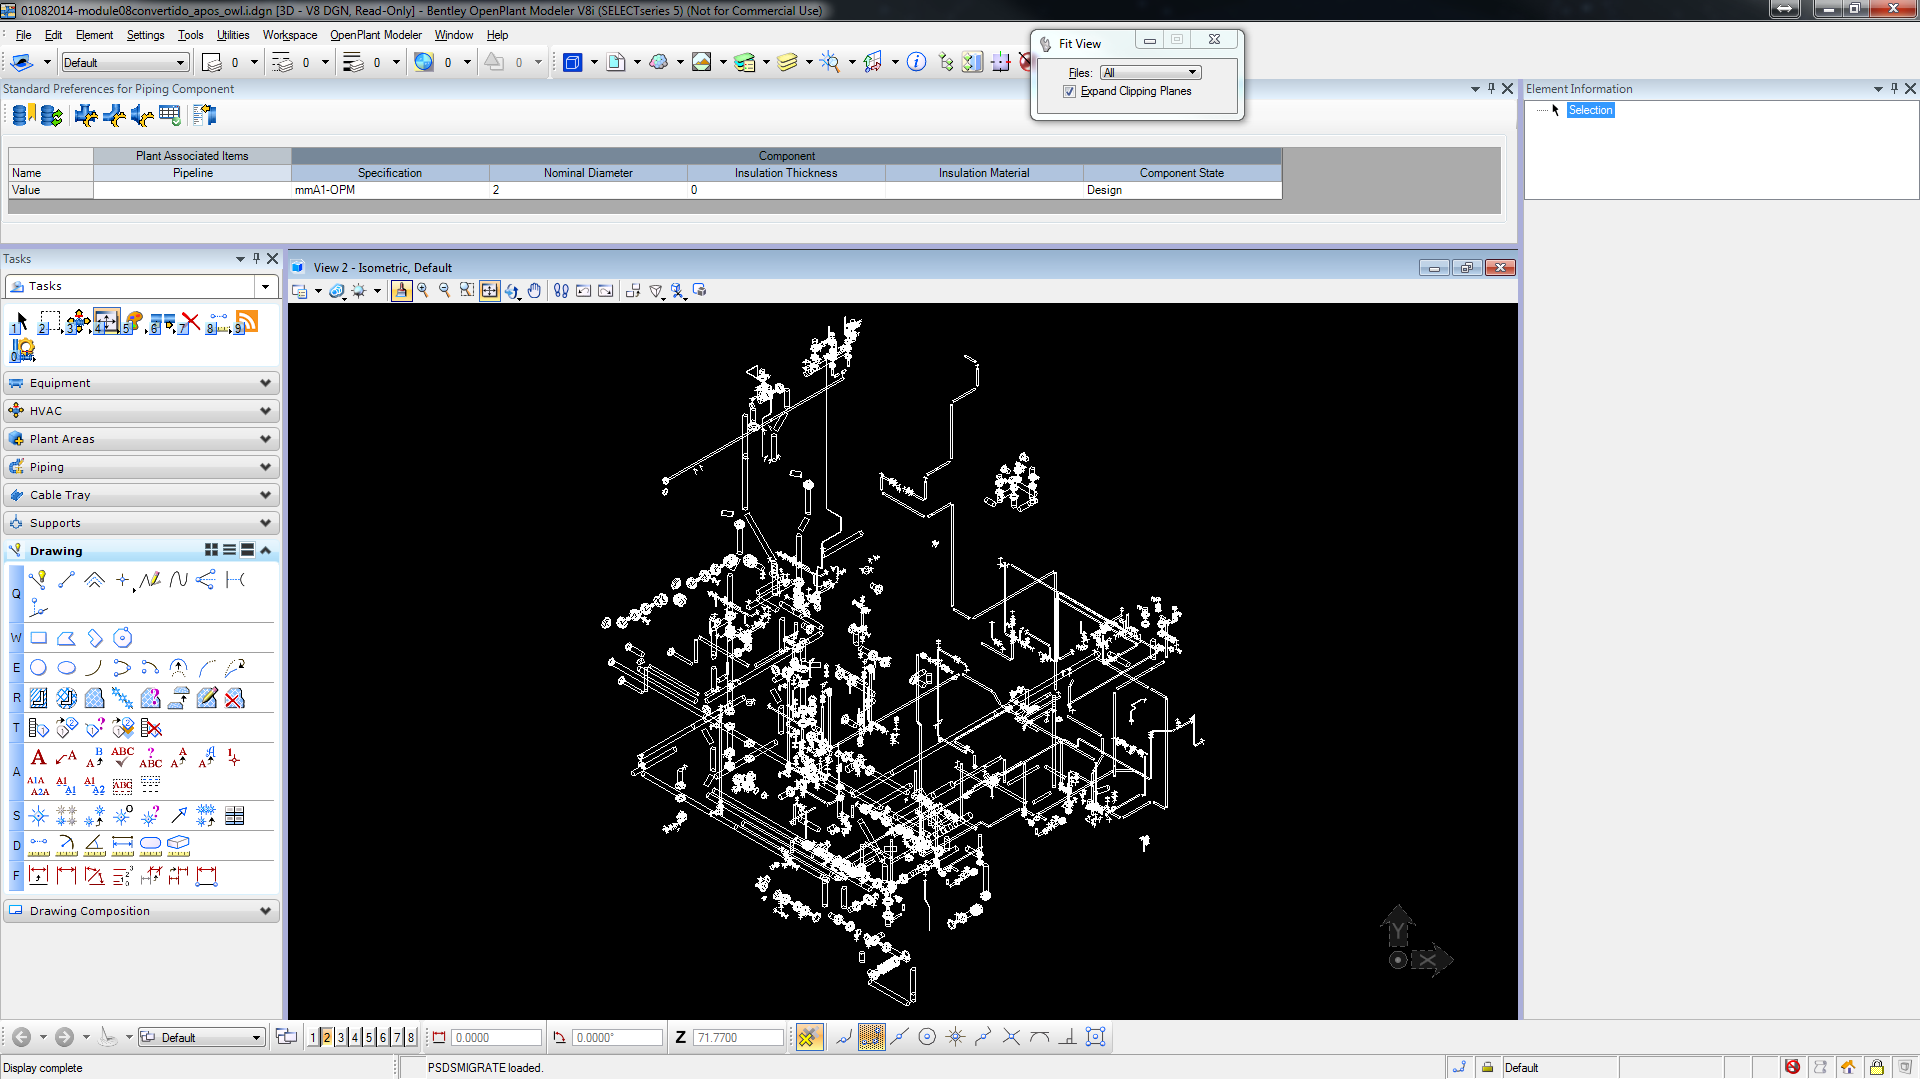 01082014-module08convertido_apos_owl.i.dgn [3D - V8 DGN, Read-Only] - Bentley OpenPlant Modeler V8i (SELECTseries 5) (Not for Commercial Use)
File Edit Element Settings Tools Utilities Workspace OpenPlant Modeler Window Help
Fit View
Files: All
Expand Clipping Planes
Default 0 0 0 0 0
Standard Preferences for Piping Component
Element Information
Selection
Plant Associated Items Component
Name Pipeline Specification Nominal Diameter Insulation Thickness Insulation Material Component State
Value mmA1-OPM 2 0 Design
Tasks
Tasks
View 2 - Isometric, Default
1 2 3 4 5 6 7 8 9
0
Equipment
HVAC
Plant Areas
Piping
Cable Tray
Supports
Drawing
Q
W
E
R
T
A
S
D
F
Drawing Composition
Y
X
Default 1 2 3 4 5 6 7 8 0.0000 0.0000° Z 71.7700
Display complete PSDSMIGRATE loaded. Default